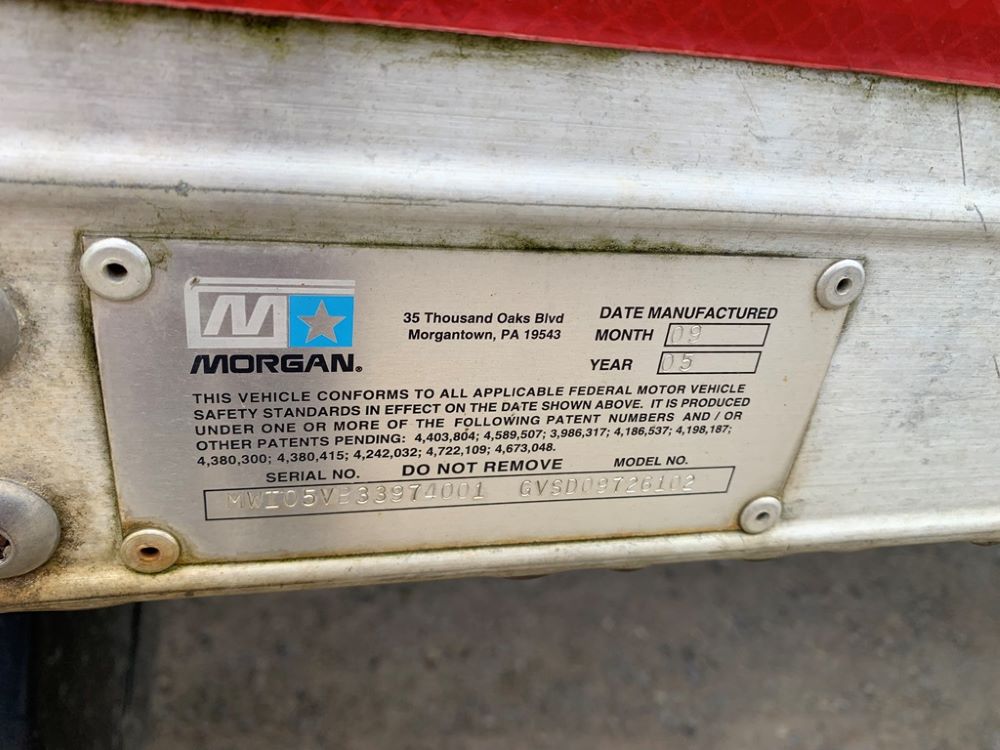 M
MORGAN®
35 Thousand Oaks Blvd
Morgantown, PA 19543
DATE MANUFACTURED
MONTH 09
YEAR 05
THIS VEHICLE CONFORMS TO ALL APPLICABLE FEDERAL MOTOR VEHICLE
SAFETY STANDARDS IN EFFECT ON THE DATE SHOWN ABOVE. IT IS PRODUCED
UNDER ONE OR MORE OF THE FOLLOWING PATENT NUMBERS AND / OR
OTHER PATENTS PENDING: 4,403,804; 4,589,507; 3,986,317; 4,186,537; 4,198,187;
4,380,300; 4,380,415; 4,242,032; 4,722,109; 4,673,048.
SERIAL NO. DO NOT REMOVE MODEL NO.
GVSD09726102